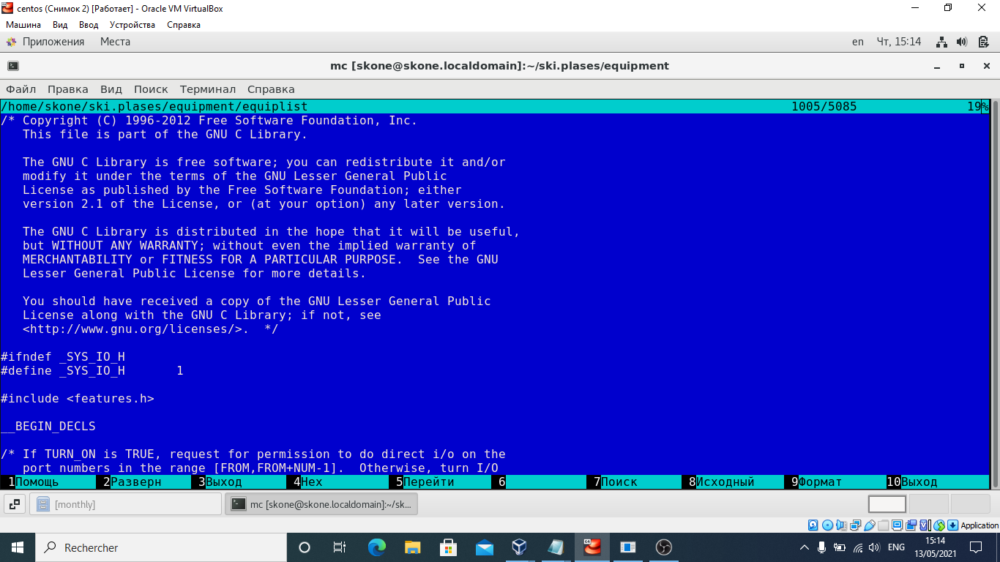 centos (Снимок 2) [Работает] - Oracle VM VirtualBox
Машина Вид Ввод Устройства Справка
Приложения Места en Чт, 15:14
mc [skone@skone.localdomain]:~/ski.plases/equipment
Файл Правка Вид Поиск Терминал Справка
/home/skone/ski.plases/equipment/equiplist 1005/5085 19%
/* Copyright (C) 1996-2012 Free Software Foundation, Inc.
This file is part of the GNU C Library.
The GNU C Library is free software; you can redistribute it and/or
modify it under the terms of the GNU Lesser General Public
License as published by the Free Software Foundation; either
version 2.1 of the License, or (at your option) any later version.
The GNU C Library is distributed in the hope that it will be useful,
but WITHOUT ANY WARRANTY; without even the implied warranty of
MERCHANTABILITY or FITNESS FOR A PARTICULAR PURPOSE.  See the GNU
Lesser General Public License for more details.
You should have received a copy of the GNU Lesser General Public
License along with the GNU C Library; if not, see
<http://www.gnu.org/licenses/>.  */
#ifndef _SYS_IO_H
#define _SYS_IO_H       1
#include <features.h>
__BEGIN_DECLS
/* If TURN_ON is TRUE, request for permission to do direct i/o on the
port numbers in the range [FROM,FROM+NUM-1].  Otherwise, turn I/O
1Помощь 2Разверн 3Выход 4Hex 5Перейти 6 7Поиск 8Исходный 9Формат 10Выход
[monthly] mc [skone@skone.localdomain]:~/sk...
Application
Rechercher ENG 15:14
13/05/2021